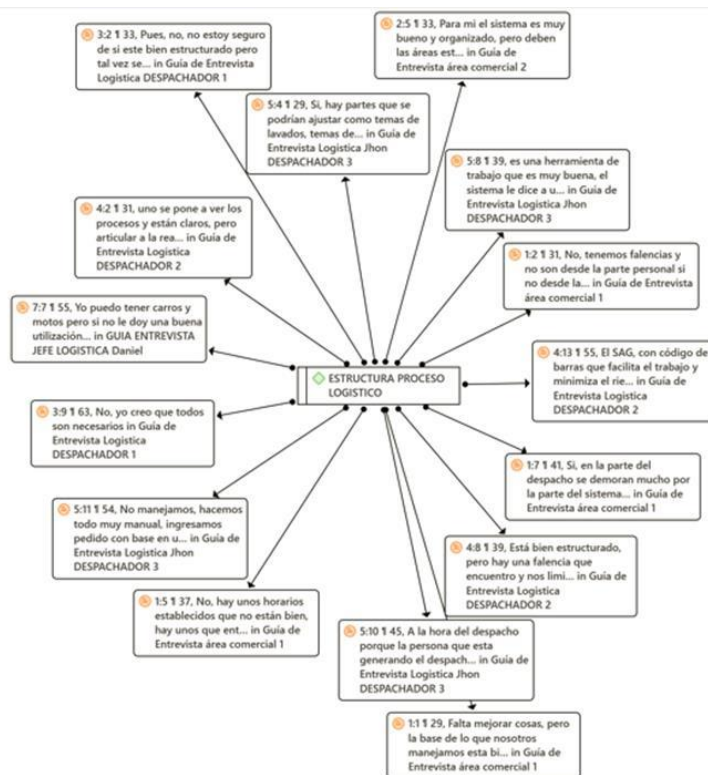 3:2 ¶ 33, Pues, no, no estoy seguro
de si este bien estructurado pero
tal vez se... in Guía de Entrevista
Logistica DESPACHADOR 1
2:5 ¶ 33, Para mi el sistema es muy
bueno y organizado, pero deben
las áreas est... in Guía de
Entrevista área comercial 2
5:4 ¶ 29, Si, hay partes que se
podrían ajustar como temas de
lavados, temas de... in Guía de
Entrevista Logistica Jhon
DESPACHADOR 3
5:8 ¶ 39, es una herramienta de
trabajo que es muy buena, el
sistema le dice a u... in Guía de
Entrevista Logistica Jhon
DESPACHADOR 3
4:2 ¶ 31, uno se pone a ver los
procesos y están claros, pero
articular a la rea... in Guía de
Entrevista Logistica
DESPACHADOR 2
1:2 ¶ 31, No, tenemos falencias y
no son desde la parte personal si
no desde la... in Guía de Entrevista
área comercial 1
7:7 ¶ 55, Yo puedo tener carros y
motos pero si no le doy una buena
utilización... in GUIA ENTREVISTA
JEFE LOGISTICA Daniel
4:13 ¶ 55, El SAG, con código de
barras que facilita el trabajo y
minimiza el rie... in Guía de
Entrevista Logistica
DESPACHADOR 2
ESTRUCTURA PROCESO
LOGISTICO
3:9 ¶ 63, No, yo creo que todos
son necesarios in Guía de
Entrevista Logistica
DESPACHADOR 1
1:7 ¶ 41, Si, en la parte del
despacho se demoran mucho por
la parte del sistema... in Guía de
Entrevista área comercial 1
5:11 ¶ 54, No manejamos, hacemos
todo muy manual, ingresamos
pedido con base en u... in Guía de
Entrevista Logistica Jhon
DESPACHADOR 3
4:8 ¶ 39, Está bien estructurado,
pero hay una falencia que
encuentro y nos limi... in Guía de
Entrevista Logistica
DESPACHADOR 2
1:5 ¶ 37, No, hay unos horarios
establecidos que no están bien,
hay unos que ent... in Guía de
Entrevista área comercial 1
5:10 ¶ 45, A la hora del despacho
porque la persona que esta
generando el despach... in Guía de
Entrevista Logistica Jhon
DESPACHADOR 3
1:1 ¶ 29, Falta mejorar cosas, pero
la base de lo que nosotros
manejamos esta bi... in Guía de
Entrevista área comercial 1